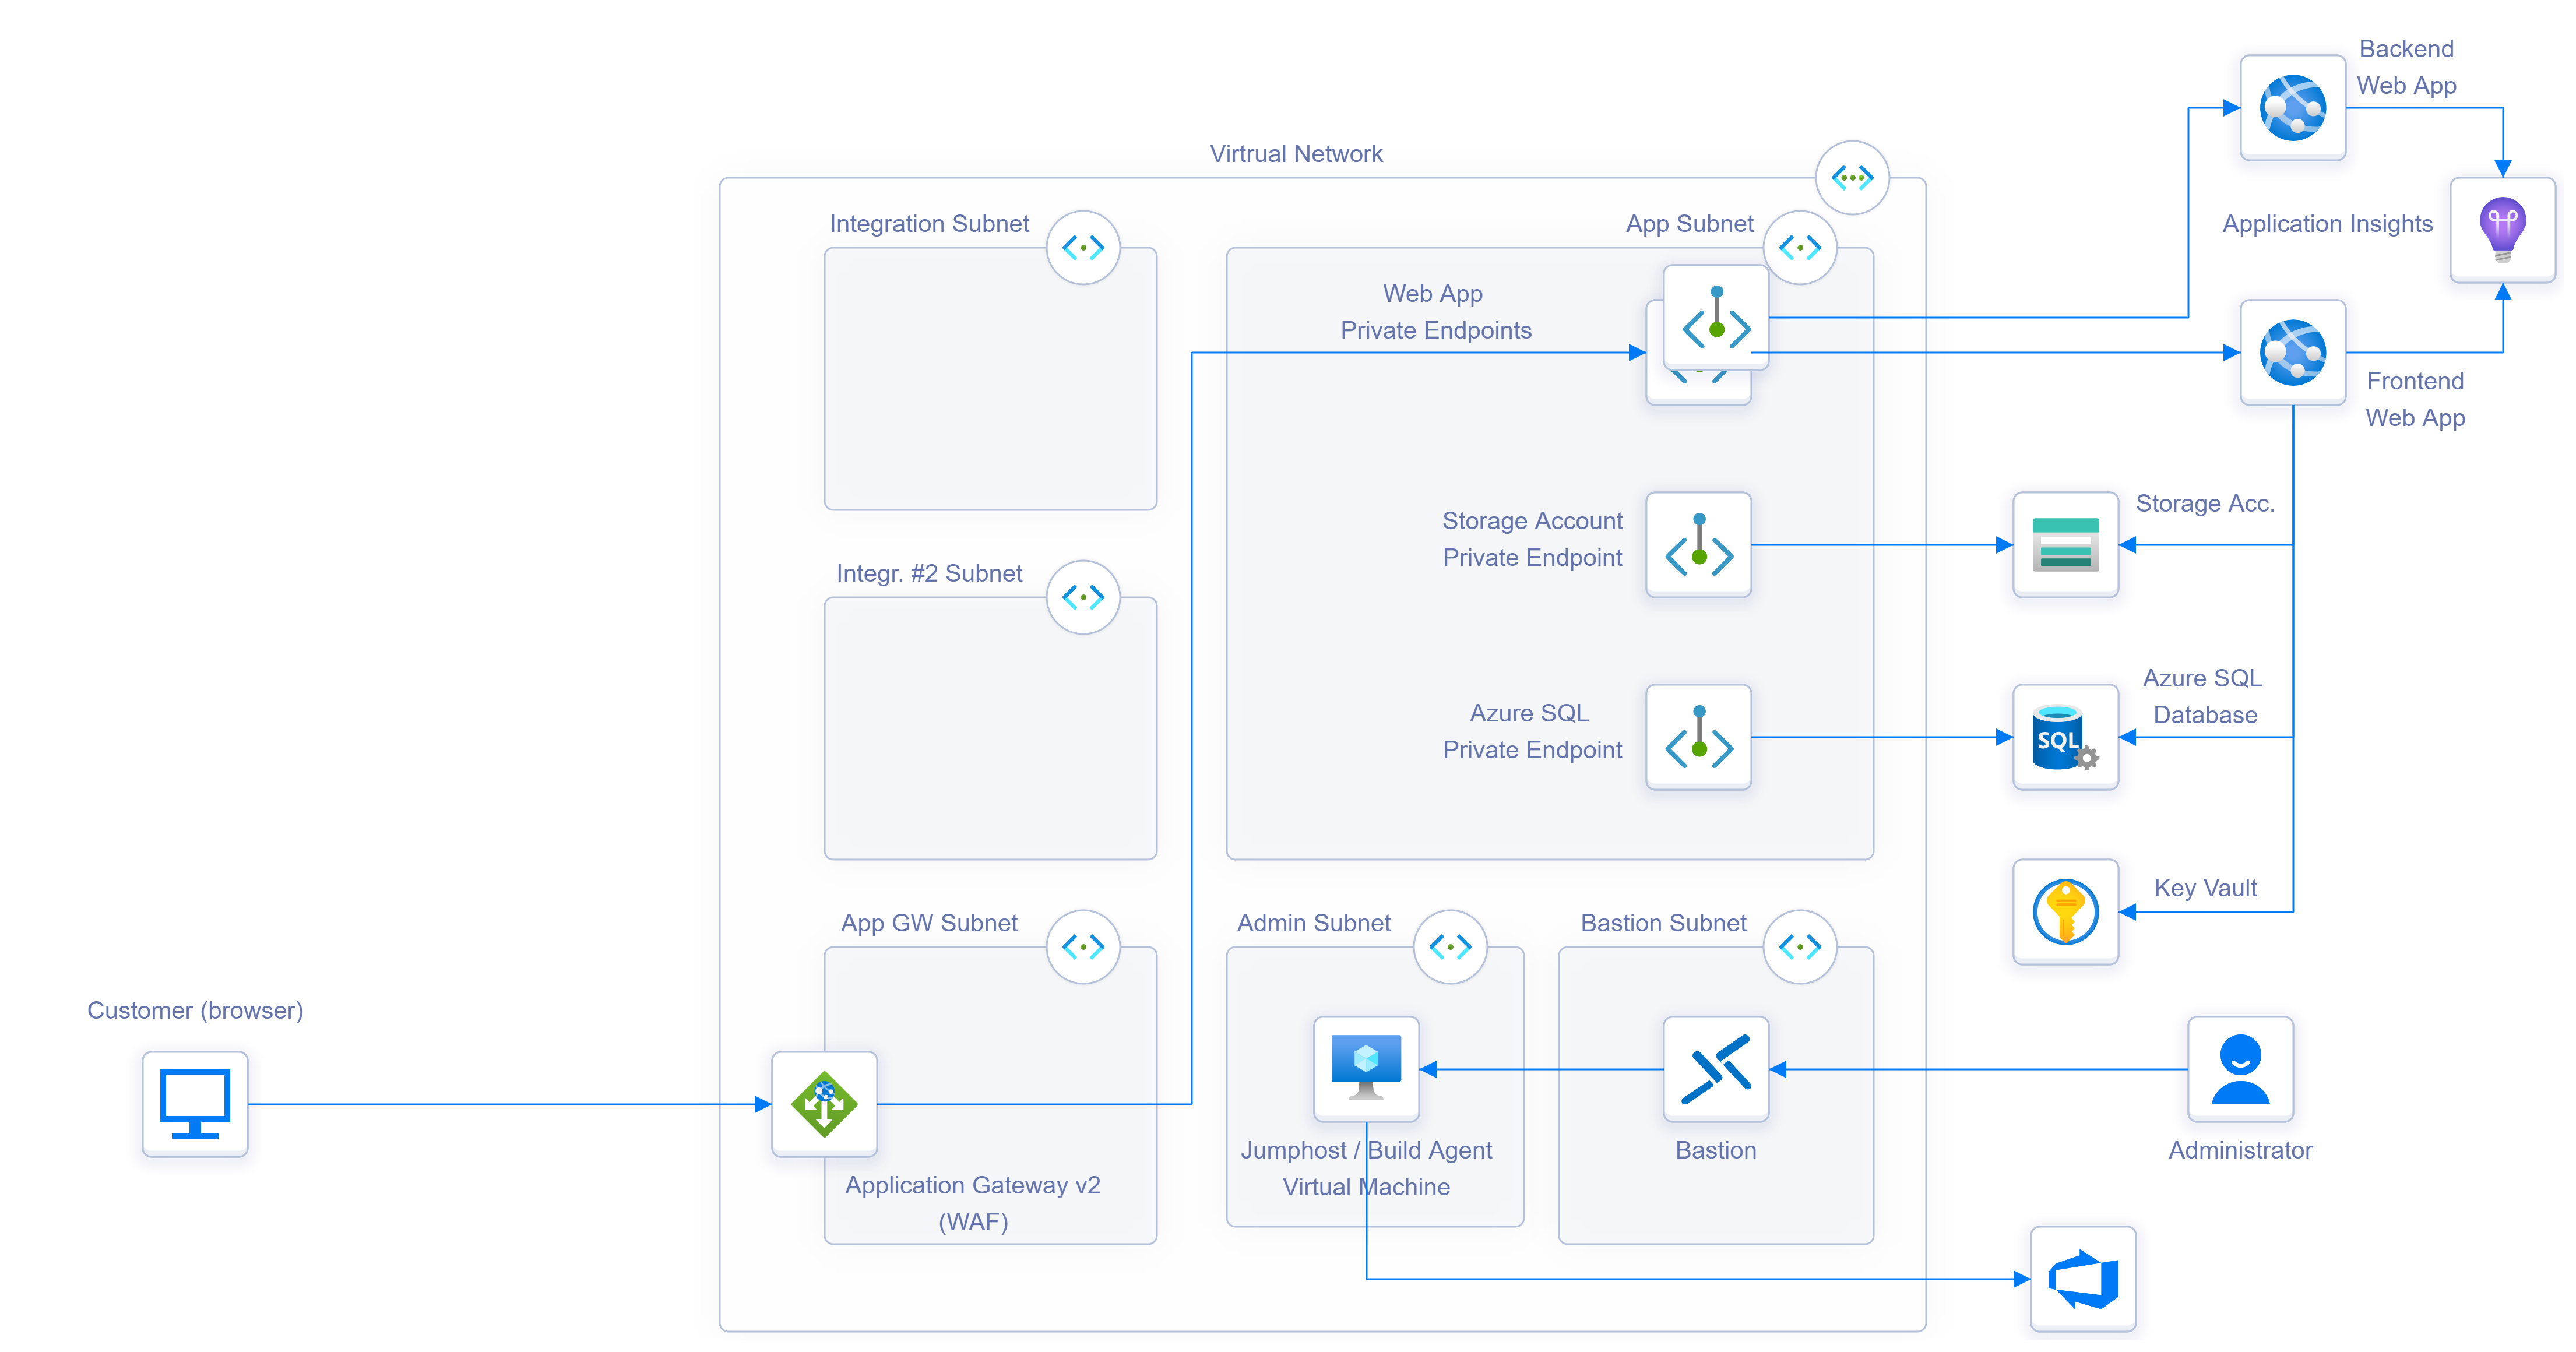 Backend
Web App
Virtrual Network
Integration Subnet
App Subnet
Application Insights
Web App
Private Endpoints
Frontend
Web App
Storage Account
Private Endpoint
Storage Acc.
Integr. #2 Subnet
Azure SQL
Private Endpoint
Azure SQL
Database
SQL
Key Vault
App GW Subnet
Admin Subnet
Bastion Subnet
Customer (browser)
Jumphost / Build Agent
Virtual Machine
Bastion
Administrator
Application Gateway v2
(WAF)